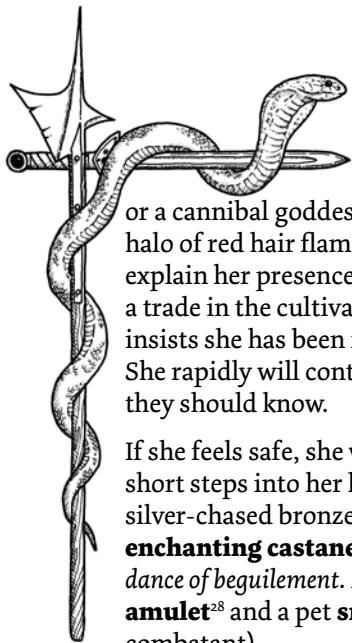 or a cannibal goddes
halo of red hair flam
explain her presence
a trade in the cultiva
insists she has been
She rapidly will cont
they should know.
If she feels safe, she
short steps into her
silver-chased bronze
enchanting castane
dance of beguilement.
amulet²⁸ and a pet
combatant)